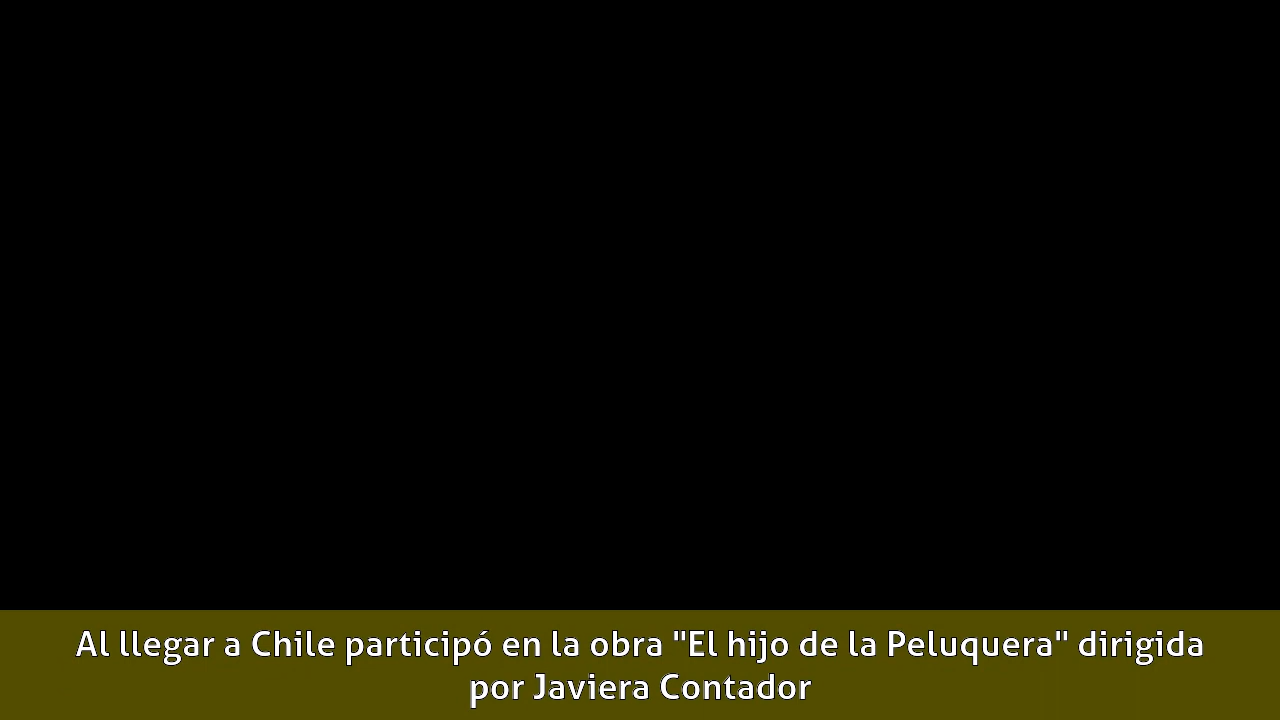 Al llegar a Chile participó en la obra "El hijo de la Peluquera" dirigida
por Javiera Contador